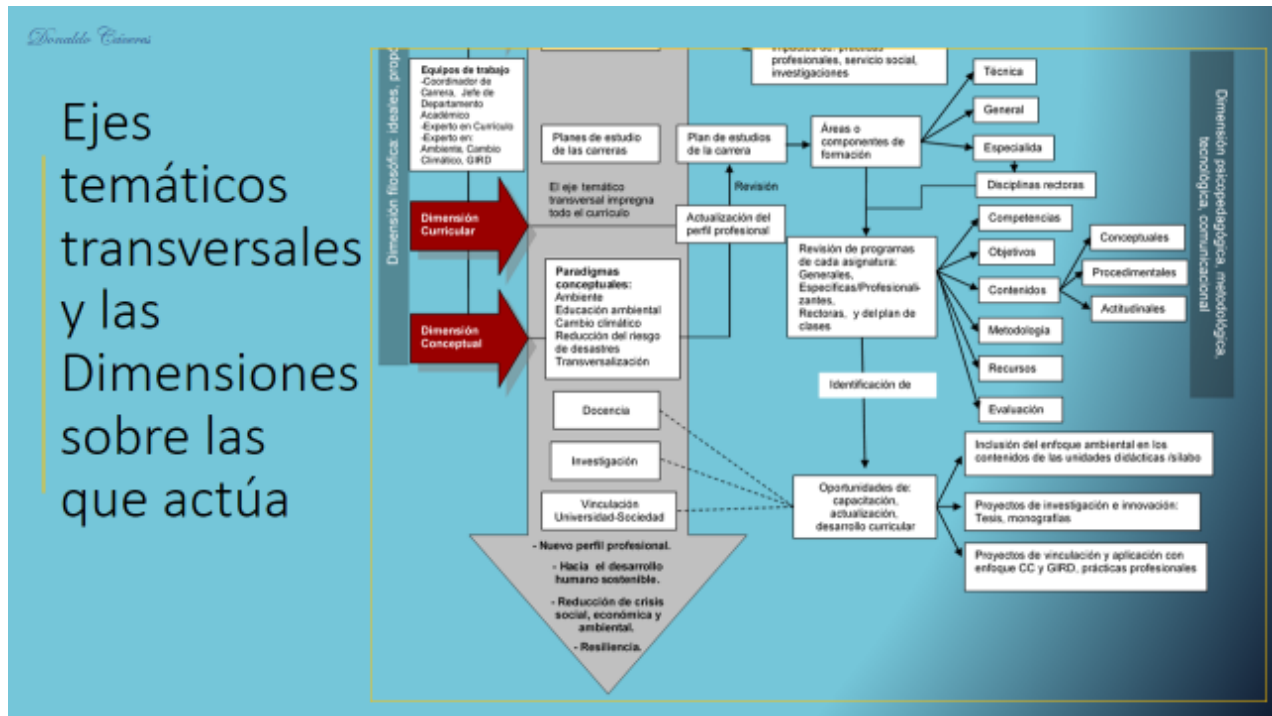 Donaldo Cáceres
Ejes
temáticos
transversales
y las
Dimensiones
sobre las
que actúa
Dimensión filosófica: ideales,
Equipos de trabajo
-Coordinador de
Carrera, Jefe de
Departamento
Académico
-Experto en Currículo
-Experto en:
Ambiente, Cambio
Climático, GIRD
Dimensión
Curricular
Dimensión
Conceptual
Planes de estudio
de las carreras
El eje temático
transversal impregna
todo el currículo
Paradigmas
conceptuales:
Ambiente
Educación ambiental
Cambio climático
Reducción del riesgo
de desastres
Transversalización
Docencia
Investigación
Vinculación
Universidad-Sociedad
- Nuevo perfil profesional.
- Hacia el desarrollo
humano sostenible.
- Reducción de crisis
social, económica y
ambiental.
- Resiliencia.
profesionales, servicio social,
investigaciones
Plan de estudios
de la carrera
Revisión
Actualización del
perfil profesional
Áreas o
componentes de
formación
Técnica
General
Especialida
Disciplinas rectoras
Revisión de programas
de cada asignatura:
Generales,
Específicas/Profesionali-
zantes,
Rectoras, y del plan de
clases
Competencias
Objetivos
Contenidos
Metodología
Recursos
Evaluación
Conceptuales
Procedimentales
Actitudinales
Identificación de
Oportunidades de:
capacitación,
actualización,
desarrollo curricular
Inclusión del enfoque ambiental en los
contenidos de las unidades didácticas /sílabo
Proyectos de investigación e innovación:
Tesis, monografías
Proyectos de vinculación y aplicación con
enfoque CC y GIRD, prácticas profesionales
Dimensión psicopedagógica, metodológica,
tecnológica, comunicacional